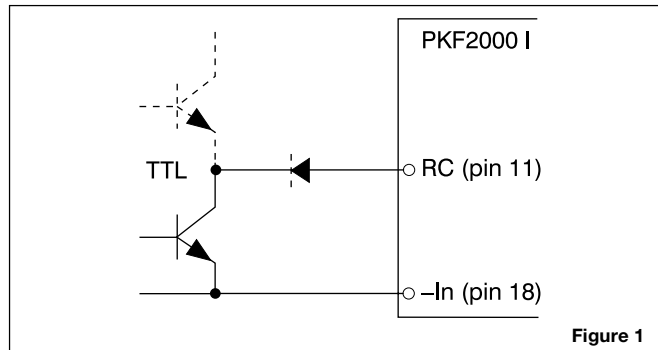 PKF2000 I
TTL
RC (pin 11)
–In (pin 18)
Figure 1